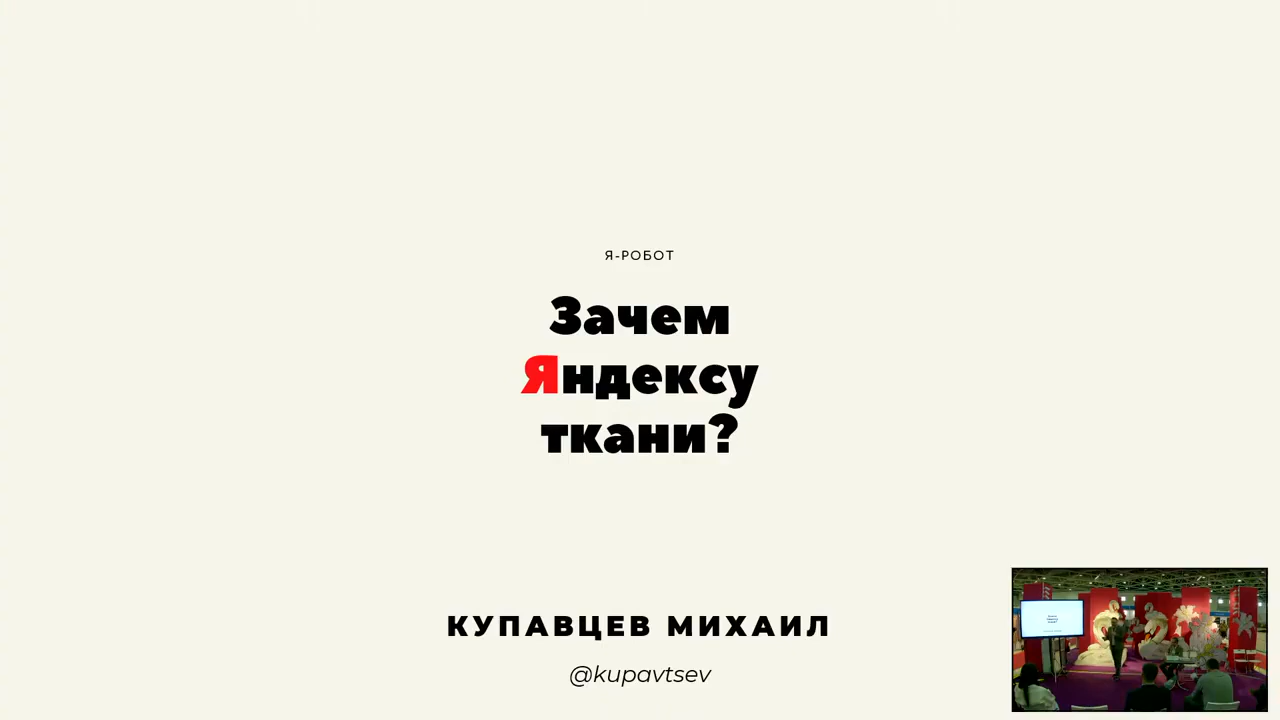 Я-РОБОТ
Зачем
Яндексу
ткани?
КУПАВЦЕВ МИХАИЛ
@kupavtsev